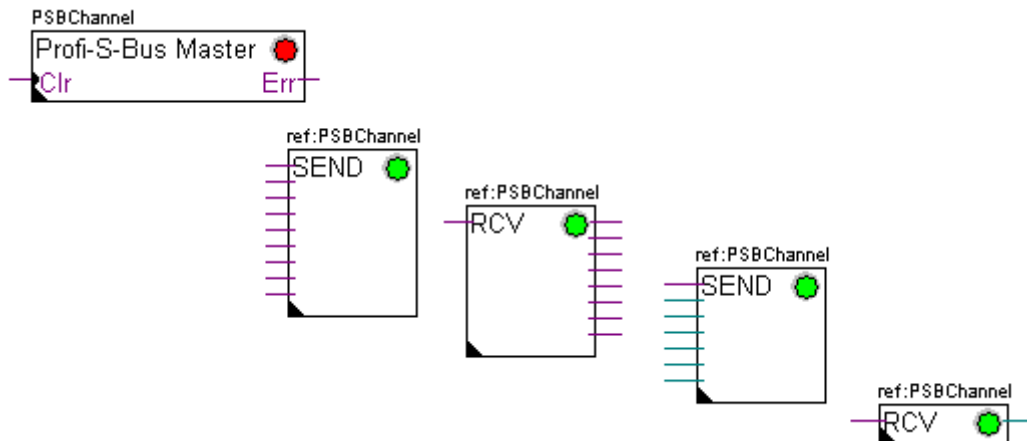 PSBChannel
Profi-S-Bus Master
Clr Err
ref:PSBChannel
SEND
ref:PSBChannel
RCV
ref:PSBChannel
SEND
ref:PSBChannel
RCV